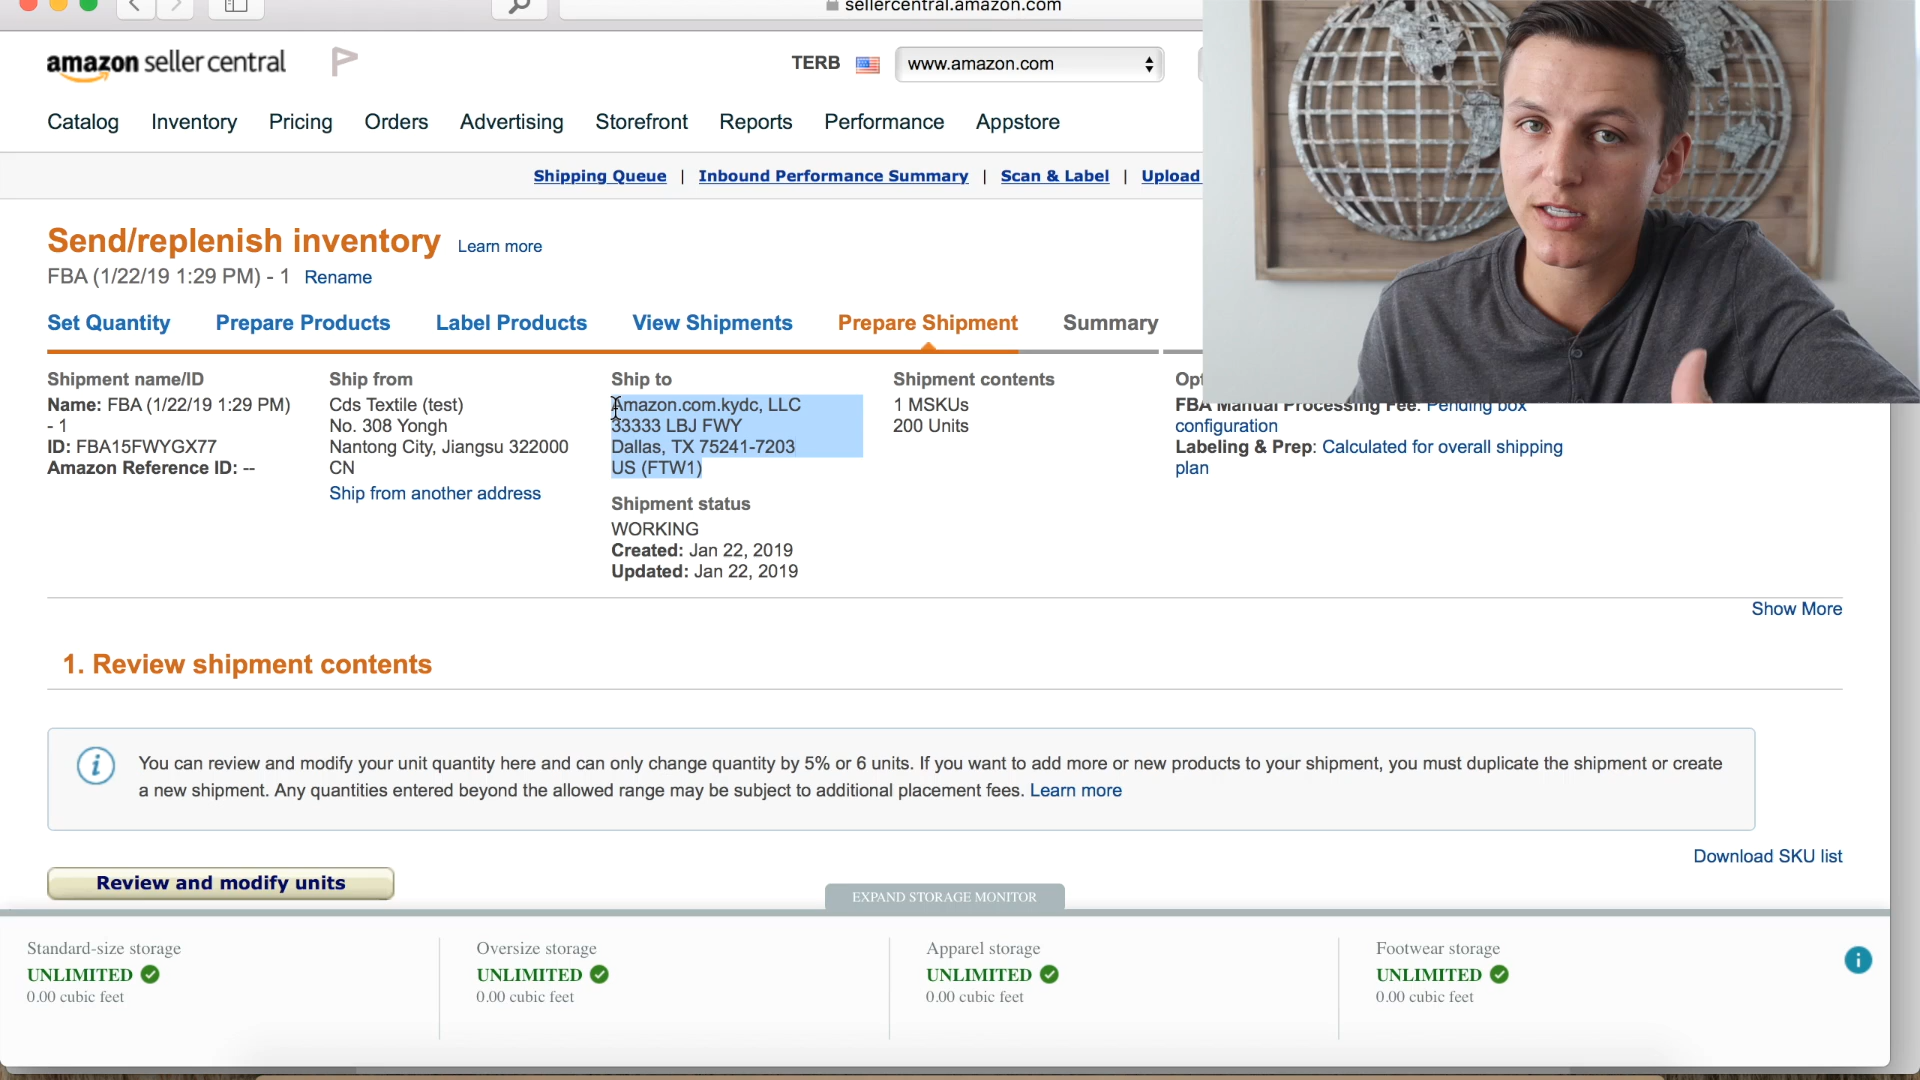 sellercentral.amazon.com
amazon seller central
TERB
www.amazon.com
Catalog Inventory Pricing Orders Advertising Storefront Reports Performance Appstore
Shipping Queue | Inbound Performance Summary | Scan & Label | Upload
Send/replenish inventory Learn more
FBA (1/22/19 1:29 PM) - 1 Rename
Set Quantity Prepare Products Label Products View Shipments Prepare Shipment Summary
Shipment name/ID
Name: FBA (1/22/19 1:29 PM)
- 1
ID: FBA15FWYGX77
Amazon Reference ID: --
Ship from
Cds Textile (test)
No. 308 Yongh
Nantong City, Jiangsu 322000
CN
Ship from another address
Ship to
Amazon.com.kydc, LLC
33333 LBJ FWY
Dallas, TX 75241-7203
US (FTW1)
Shipment status
WORKING
Created: Jan 22, 2019
Updated: Jan 22, 2019
Shipment contents
1 MSKUs
200 Units
FBA Manual Processing Fee: Pending box
configuration
Labeling & Prep: Calculated for overall shipping
plan
Show More
1. Review shipment contents
You can review and modify your unit quantity here and can only change quantity by 5% or 6 units. If you want to add more or new products to your shipment, you must duplicate the shipment or create
a new shipment. Any quantities entered beyond the allowed range may be subject to additional placement fees. Learn more
Download SKU list
Review and modify units
EXPAND STORAGE MONITOR
Standard-size storage
UNLIMITED
0.00 cubic feet
Oversize storage
UNLIMITED
0.00 cubic feet
Apparel storage
UNLIMITED
0.00 cubic feet
Footwear storage
UNLIMITED
0.00 cubic feet